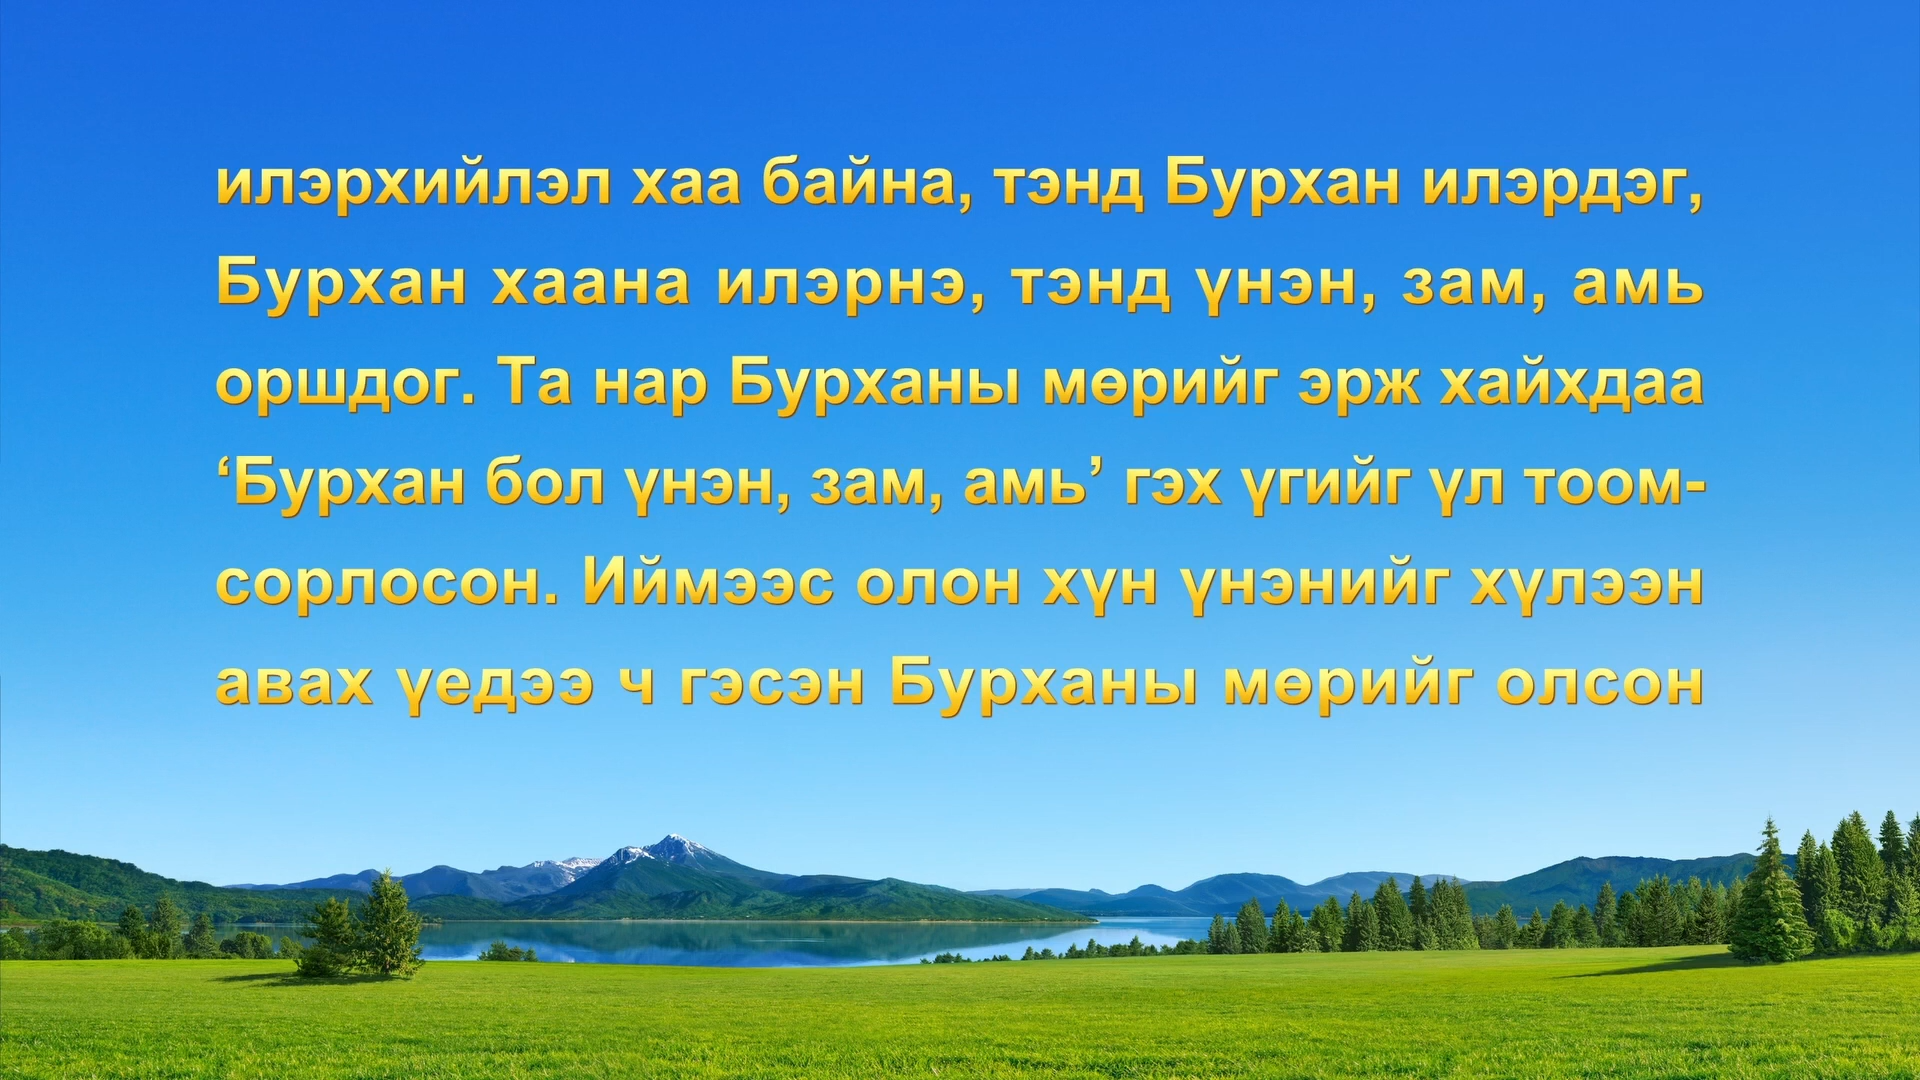 илэрхийлэл хаа байна, тэнд Бурхан илэрдэг,
Бурхан хаана илэрнэ, тэнд үнэн, зам, амь
оршдог. Та нар Бурханы мөрийг эрж хайхдаа
‘Бурхан бол үнэн, зам, амь’ гэх үгийг үл тоом-
сорлосон. Иймээс олон хүн үнэнийг хүлээн
авах үедээ ч гэсэн Бурханы мөрийг олсон